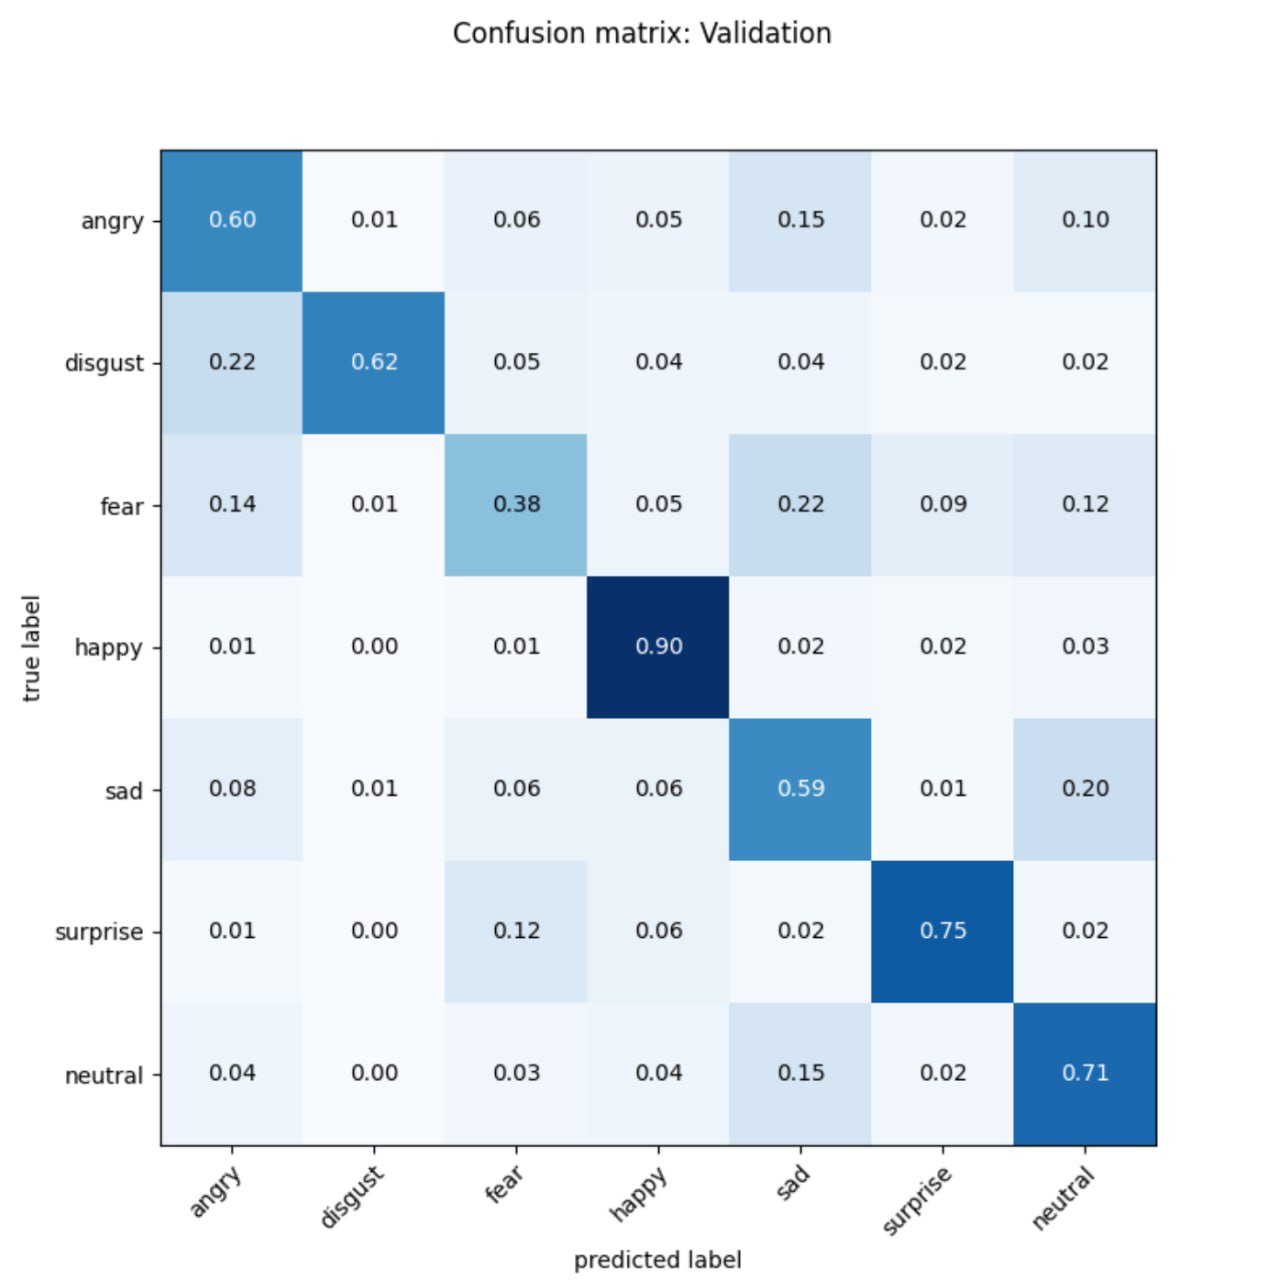 Confusion matrix: Validation
angry 0.60 0.01 0.06 0.05 0.15 0.02 0.10
disgust 0.22 0.62 0.05 0.04 0.04 0.02 0.02
fear 0.14 0.01 0.38 0.05 0.22 0.09 0.12
happy 0.01 0.00 0.01 0.90 0.02 0.02 0.03
sad 0.08 0.01 0.06 0.06 0.59 0.01 0.20
surprise 0.01 0.00 0.12 0.06 0.02 0.75 0.02
neutral 0.04 0.00 0.03 0.04 0.15 0.02 0.71
true label
angry disgust fear happy sad surprise neutral
predicted label